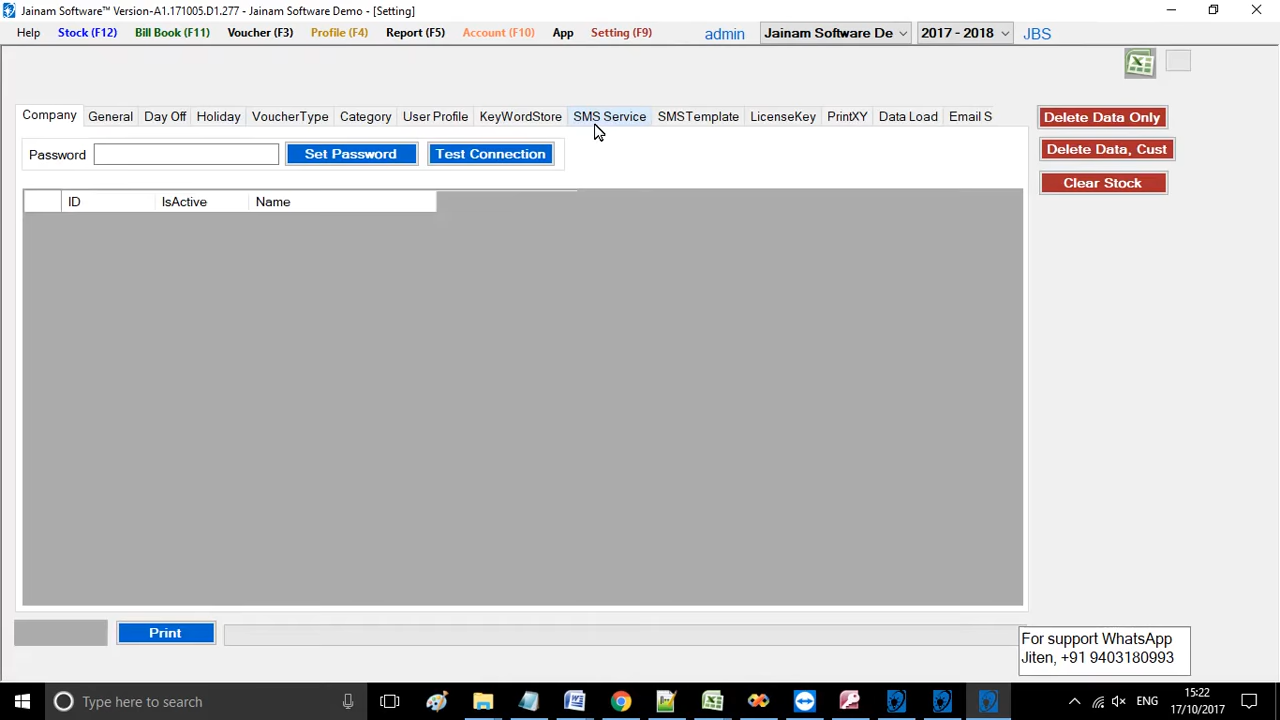 Jainam Software™ Version-A1.171005.D1.277 - Jainam Software Demo - [Setting]
Help Stock (F12) Bill Book (F11) Voucher (F3) Profile (F4) Report (F5) Account (F10) App Setting (F9) admin Jainam Software De 2017 - 2018 JBS
Company General Day Off Holiday VoucherType Category User Profile KeyWordStore SMS Service SMSTemplate LicenseKey PrintXY Data Load Email S
Delete Data Only
Password Set Password Test Connection
Delete Data, Cust
Clear Stock
ID IsActive Name
Print
For support WhatsApp
Jiten, +91 9403180993
Type here to search
ENG
15:22
17/10/2017